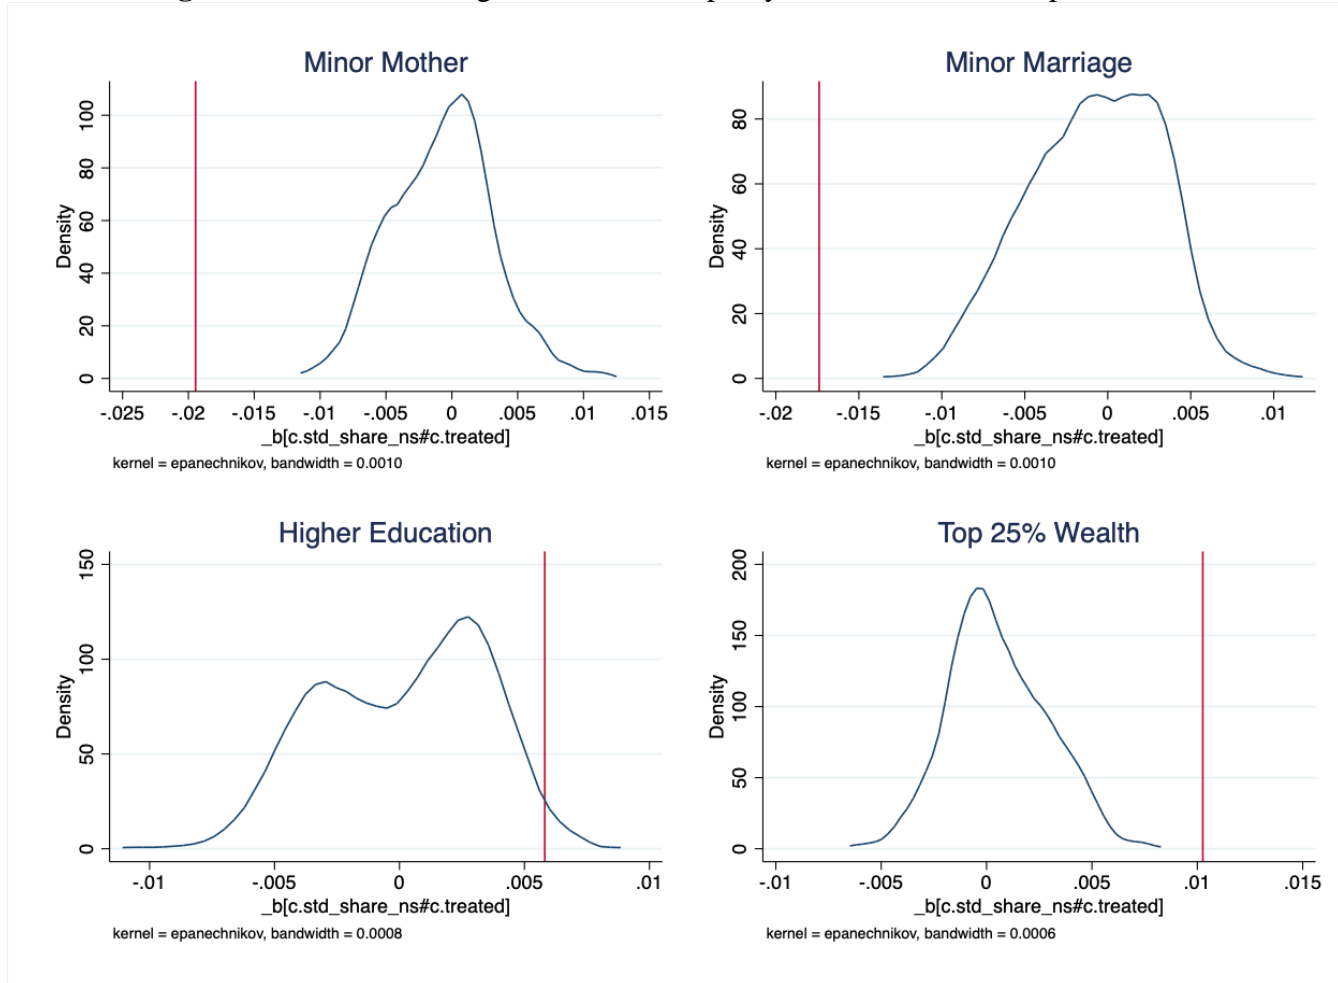 Minor Mother
Density
0 20 40 60 80 100
-.025 -.02 -.015 -.01 -.005 0 .005 .01 .015
_b[c.std_share_ns#c.treated]
kernel = epanechnikov, bandwidth = 0.0010
Minor Marriage
Density
0 20 40 60 80
-.02 -.015 -.01 -.005 0 .005 .01
_b[c.std_share_ns#c.treated]
kernel = epanechnikov, bandwidth = 0.0010
Higher Education
Density
0 50 100 150
-.01 -.005 0 .005 .01
_b[c.std_share_ns#c.treated]
kernel = epanechnikov, bandwidth = 0.0008
Top 25% Wealth
Density
0 50 100 150 200
-.01 -.005 0 .005 .01 .015
_b[c.std_share_ns#c.treated]
kernel = epanechnikov, bandwidth = 0.0006